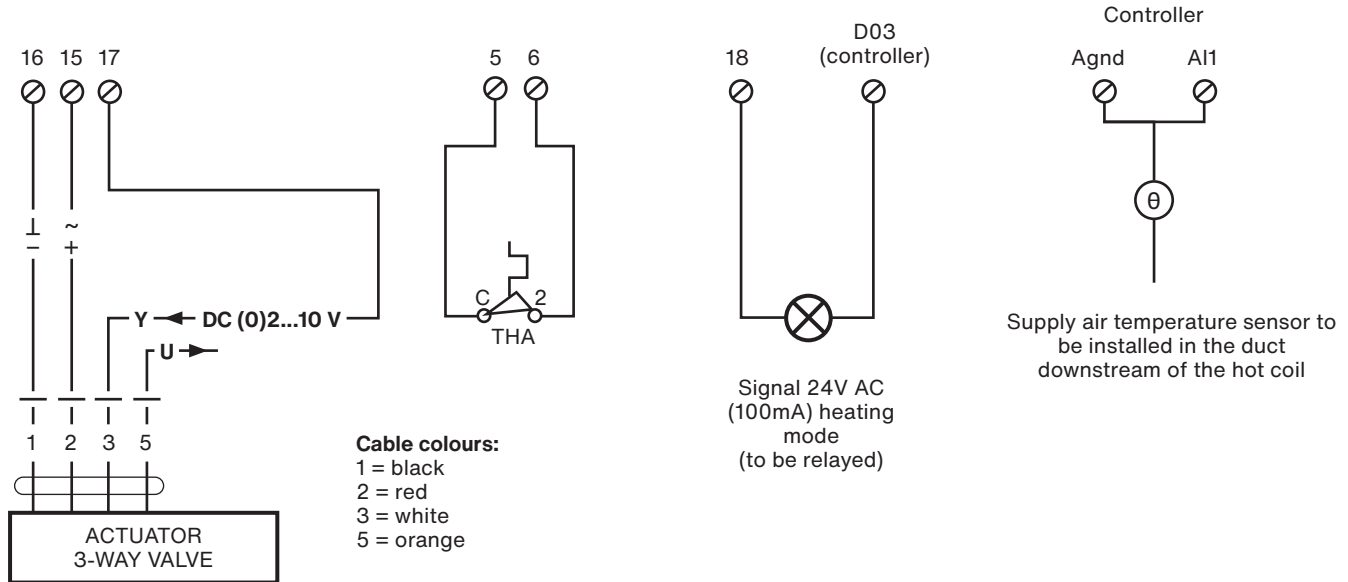 16 15 17
⊥ ~
– +
Y DC (0)2...10 V
U
1 2 3 5
ACTUATOR
3-WAY VALVE
Cable colours:
1 = black
2 = red
3 = white
5 = orange
5 6
C 2
THA
18
D03
(controller)
Signal 24V AC
(100mA) heating
mode
(to be relayed)
Controller
Agnd AI1
θ
Supply air temperature sensor to
be installed in the duct
downstream of the hot coil